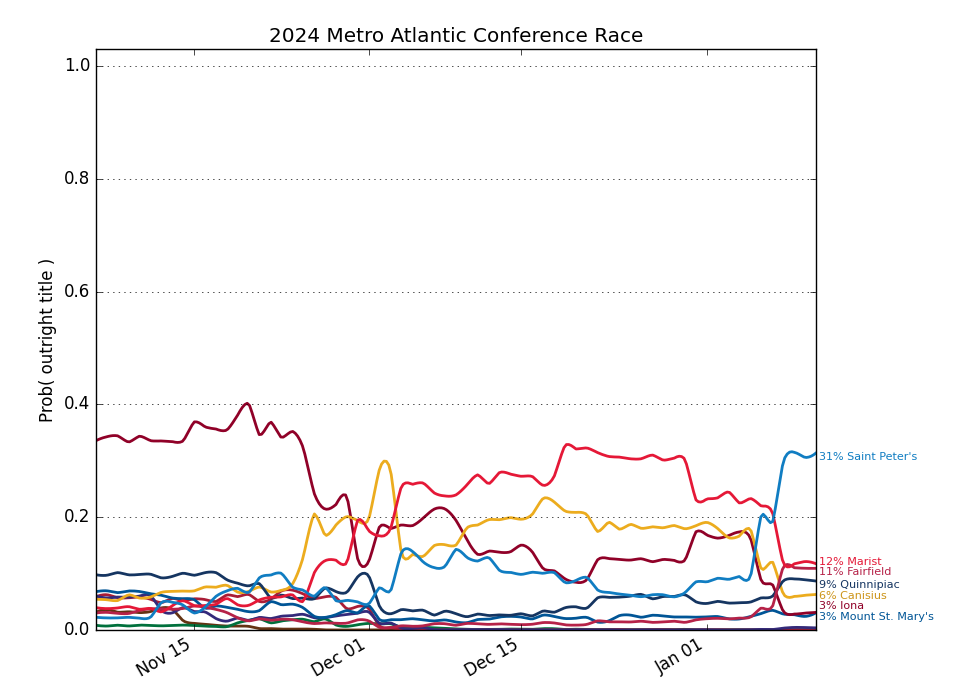 2024 Metro Atlantic Conference Race
Prob( outright title )
1.0
0.8
0.6
0.4
0.2
0.0
Nov 15
Dec 01
Dec 15
Jan 01
31% Saint Peter's
12% Marist
11% Fairfield
9% Quinnipiac
6% Canisius
3% Iona
3% Mount St. Mary's